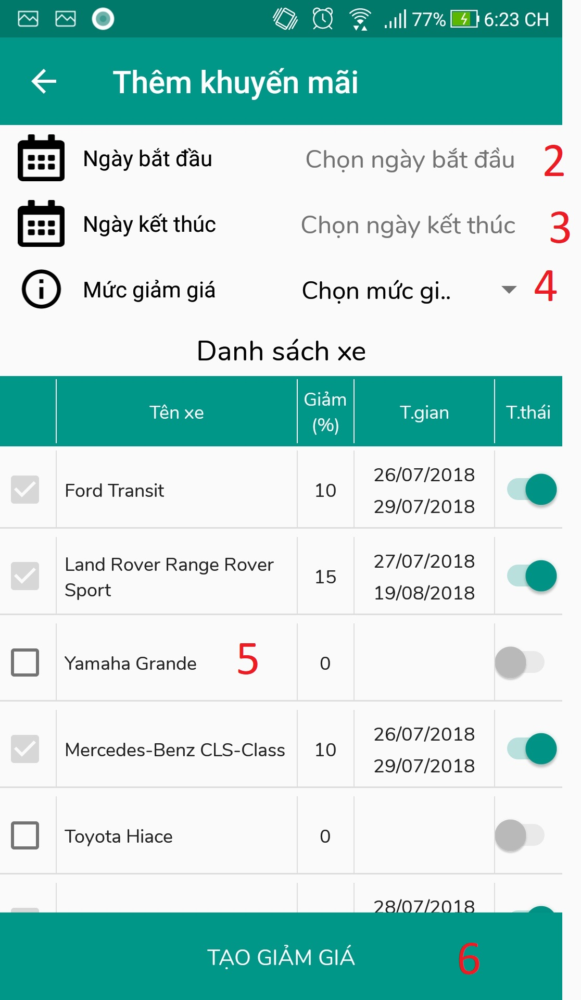 77% 6:23 CH
Thêm khuyến mãi
Ngày bắt đầu Chọn ngày bắt đầu 2
Ngày kết thúc Chọn ngày kết thúc 3
Mức giảm giá Chọn mức gi.. 4
Danh sách xe
Tên xe Giảm (%) T.gian T.thái
Ford Transit 10 26/07/2018
29/07/2018
Land Rover Range Rover Sport 15 27/07/2018
19/08/2018
Yamaha Grande 5 0
Mercedes-Benz CLS-Class 10 26/07/2018
29/07/2018
Toyota Hiace 0
28/07/2018
TẠO GIẢM GIÁ 6